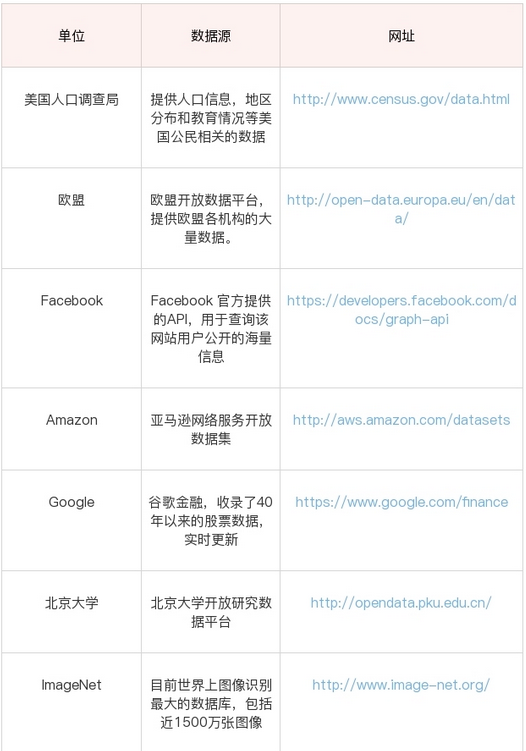 单位 数据源 网址
美国人口调查局
提供人口信息，地区
分布和教育情况等美
国公民相关的数据
http://www.census.gov/data.html
欧盟
欧盟开放数据平台，
提供欧盟各机构的大
量数据。
http://open-data.europa.eu/en/dat
a/
Facebook
Facebook 官方提供
的API，用于查询该
网站用户公开的海量
信息
https://developers.facebook.com/d
ocs/graph-api
Amazon
亚马逊网络服务开放
数据集
http://aws.amazon.com/datasets
Google
谷歌金融，收录了40
年以来的股票数据，
实时更新
https://www.google.com/finance
北京大学
北京大学开放研究数
据平台
http://opendata.pku.edu.cn/
ImageNet
目前世界上图像识别
最大的数据库，包括
近1500万张图像
http://www.image-net.org/